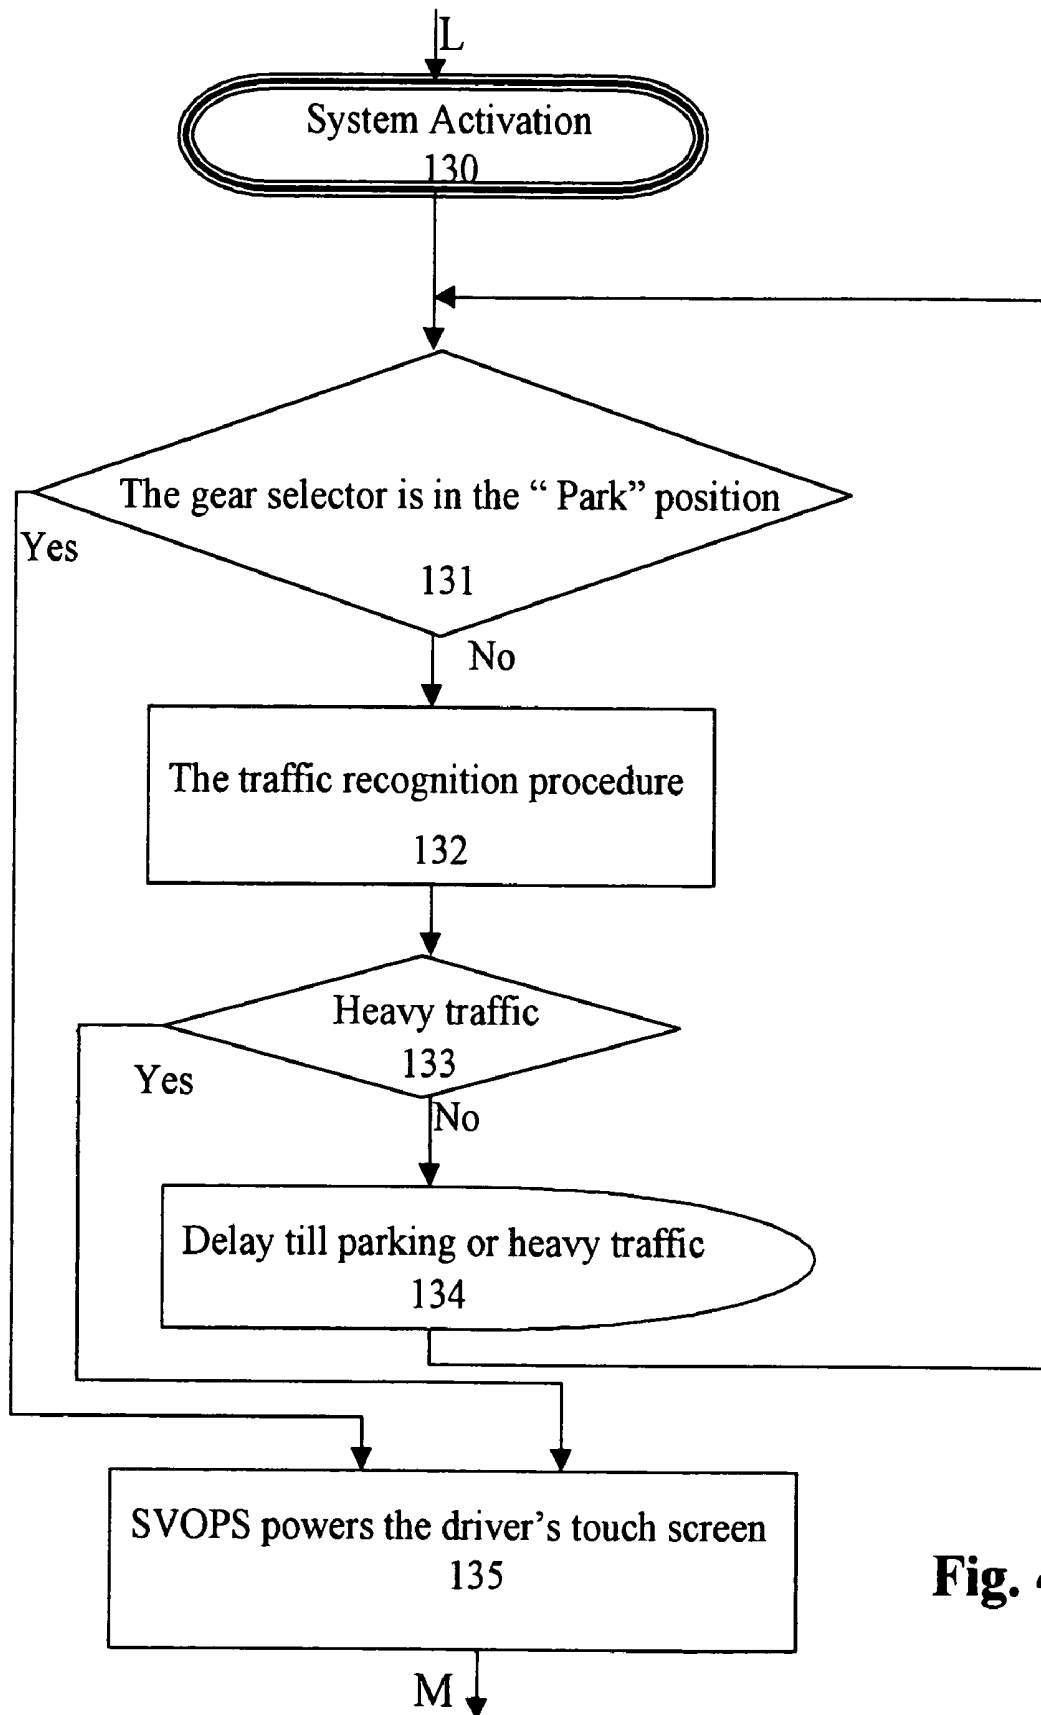 L
System Activation
130
The gear selector is in the “ Park” position
Yes
131
No
The traffic recognition procedure
132
Heavy traffic
133
Yes
No
Delay till parking or heavy traffic
134
SVOPS powers the driver’s touch screen
135
Fig.
M